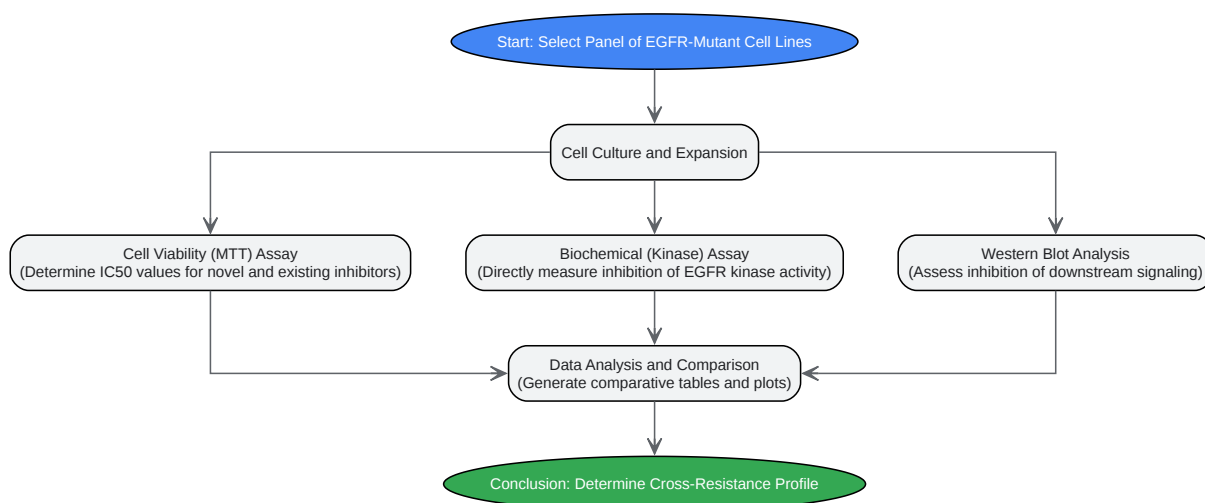 Start: Select Panel of EGFR-Mutant Cell Lines
Cell Culture and Expansion
Cell Viability (MTT) Assay
(Determine IC50 values for novel and existing inhibitors)
Biochemical (Kinase) Assay
(Directly measure inhibition of EGFR kinase activity)
Western Blot Analysis
(Assess inhibition of downstream signaling)
Data Analysis and Comparison
(Generate comparative tables and plots)
Conclusion: Determine Cross-Resistance Profile